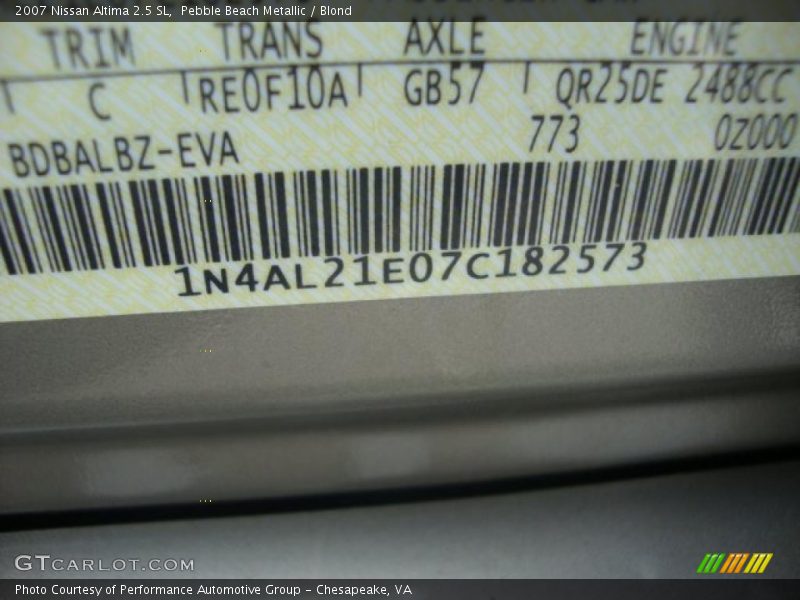 2007 Nissan Altima 2.5 SL, Pebble Beach Metallic / Blond
TRIM TRANS AXLE ENGINE
C RE0F10A GB57 QR25DE 2488CC
BDBALBZ-EVA 773 0Z000
1N4AL21E07C182573
GTCARLOT.COM
Photo Courtesy of Performance Automotive Group - Chesapeake, VA